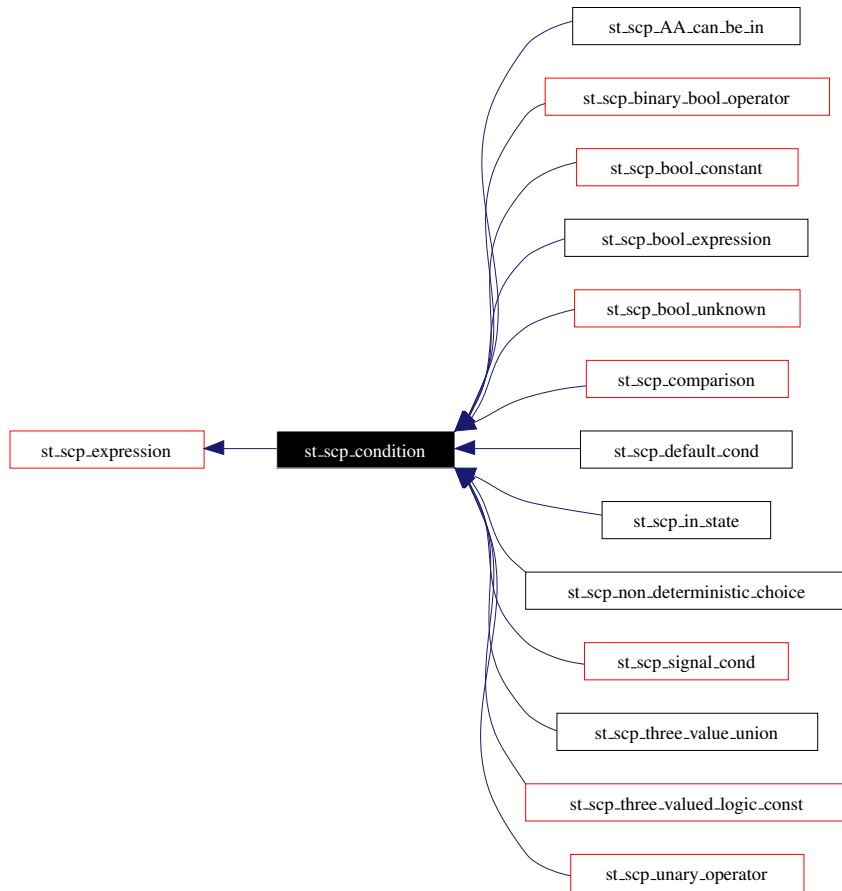 st_scp_AA_can_be_in
st_scp_binary_bool_operator
st_scp_bool_constant
st_scp_bool_expression
st_scp_bool_unknown
st_scp_comparison
st_scp_expression
st_scp_condition
st_scp_default_cond
st_scp_in_state
st_scp_non_deterministic_choice
st_scp_signal_cond
st_scp_three_value_union
st_scp_three_valued_logic_const
st_scp_unary_operator